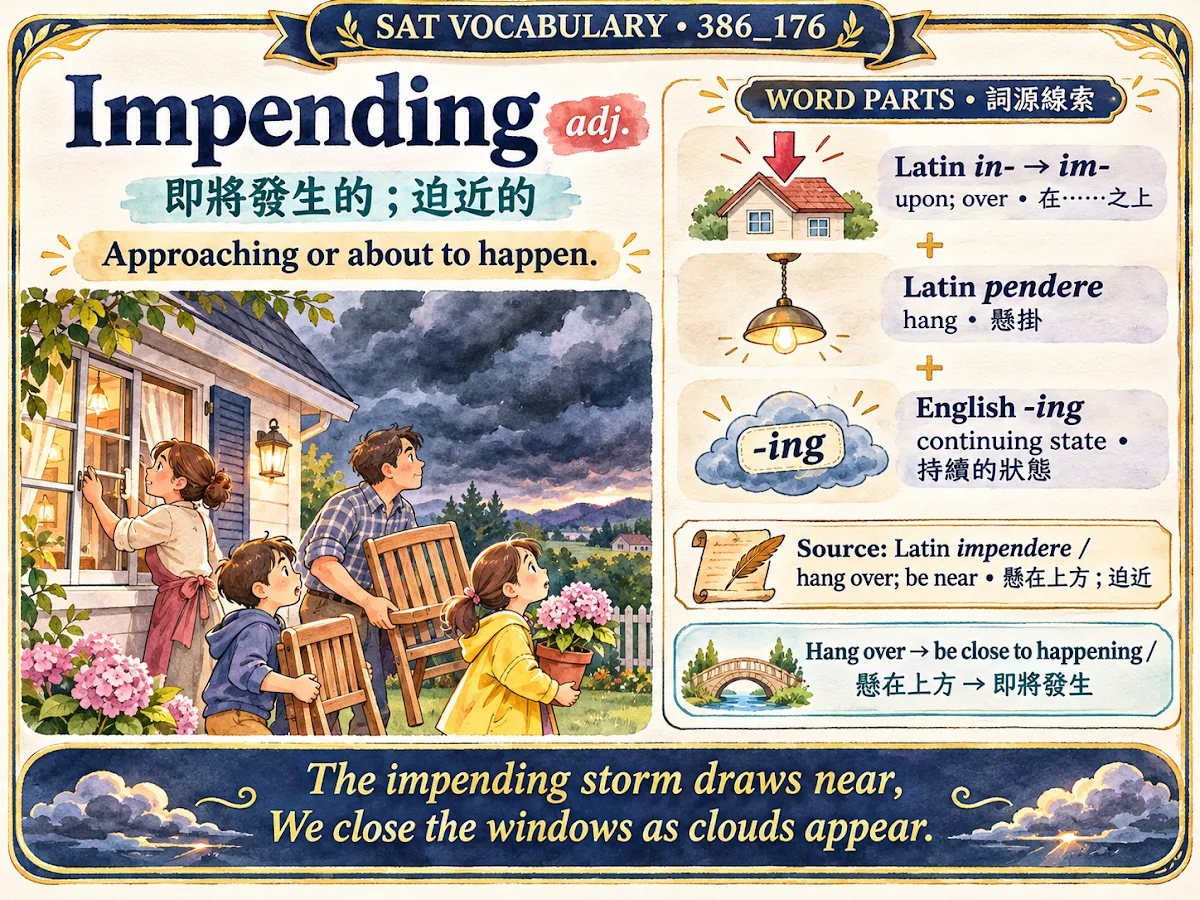 SAT VOCABULARY • 386_176
Impending
adj.
即將發生的；迫近的
Approaching or about to happen.
WORD PARTS • 詞源線索
Latin in- → im-
upon; over • 在……之上
+
Latin pendere
hang • 懸掛
+
-ing
English -ing
continuing state •
持續的狀態
Source: Latin impendere /
hang over; be near • 懸在上方；迫近
Hang over → be close to happening /
懸在上方 → 即將發生
The impending storm draws near,
We close the windows as clouds appear.